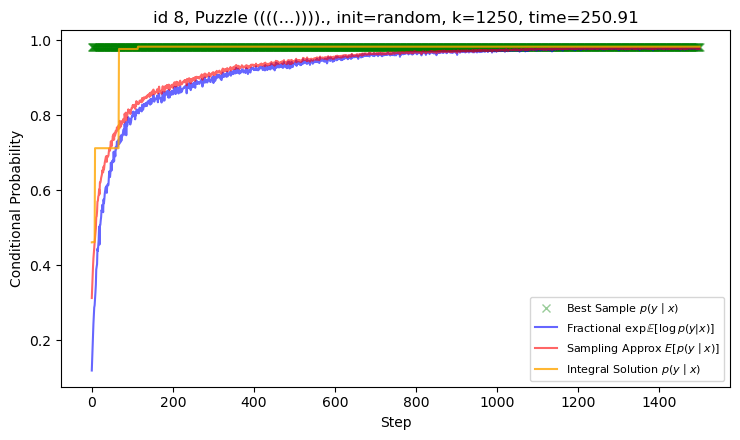 id 8, Puzzle ((((...))))., init=random, k=1250, time=250.91
Conditional Probability
1.0
0.8
0.6
0.4
0.2
0
200
400
600
800
1000
1200
1400
Step
Best Sample p(y | x)
Fractional exp𝔼[log p(y|x)]
Sampling Approx E[p(y | x)]
Integral Solution p(y | x)